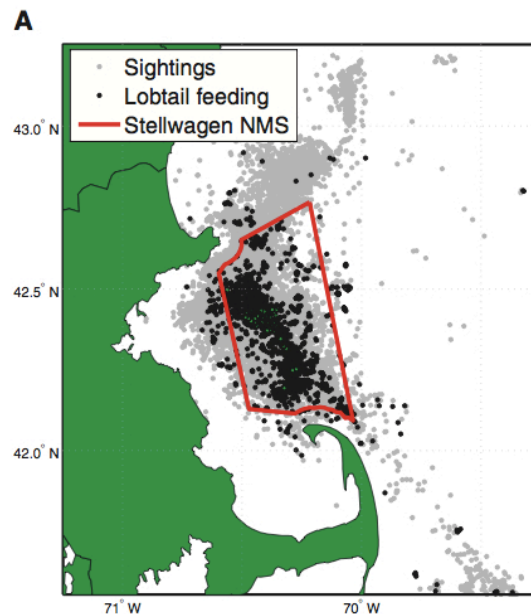 A
Sightings
Lobtail feeding
Stellwagen NMS
43.0°N
42.5°N
42.0°N
71°W
70°W